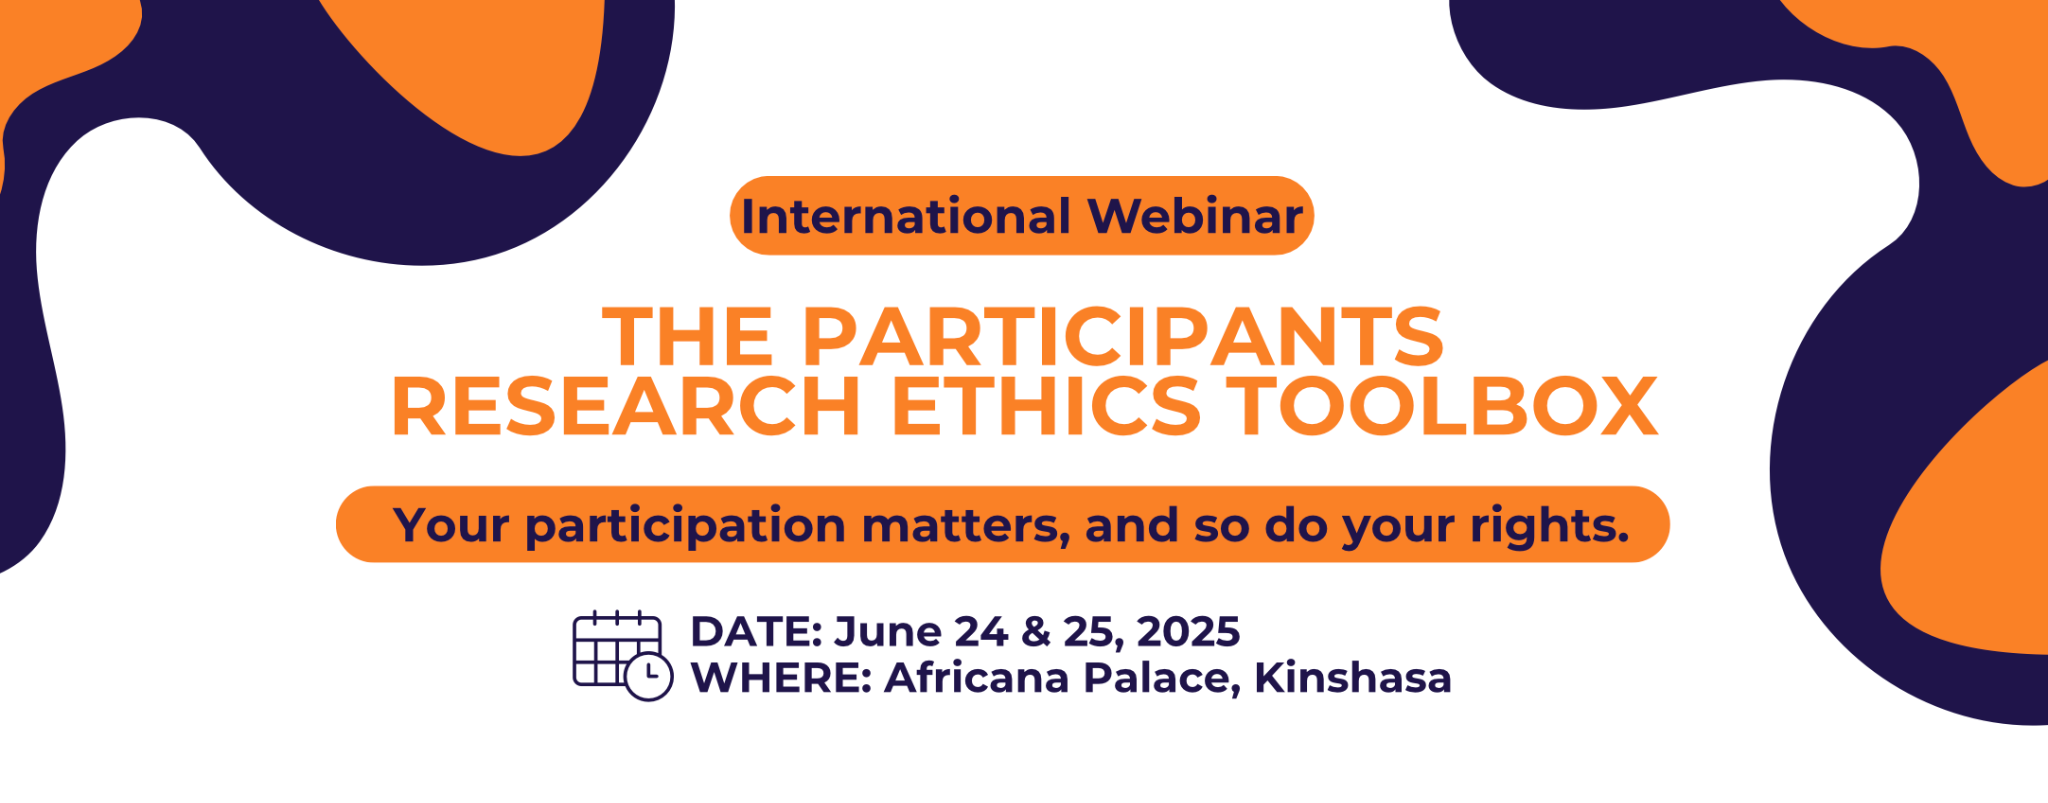 International Webinar
THE PARTICIPANTS
RESEARCH ETHICS TOOLBOX
Your participation matters, and so do your rights.
DATE: June 24 & 25, 2025
WHERE: Africana Palace, Kinshasa